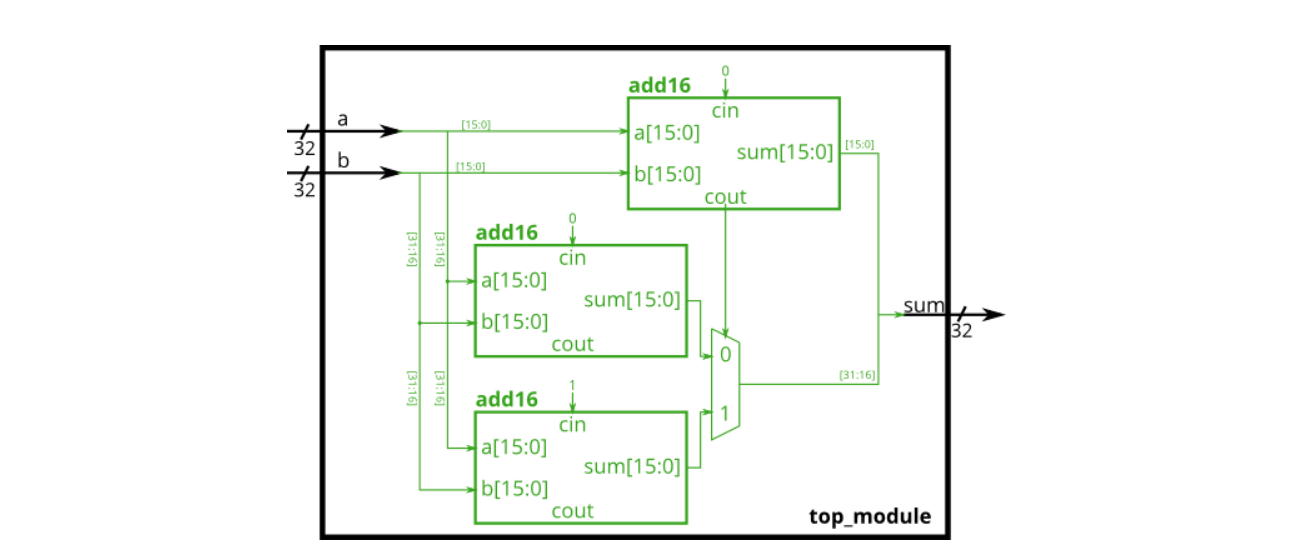 0
add16
cin
a
[15:0]
a[15:0]
sum[15:0]
[15:0]
32
b
[15:0]
b[15:0]
32
cout
0
add16
[31:16]
[31:16]
cin
a[15:0]
sum[15:0]
b[15:0]
cout
sum
32
0
[31:16]
1
add16
[31:16]
[31:16]
cin
1
a[15:0]
sum[15:0]
b[15:0]
cout
top_module